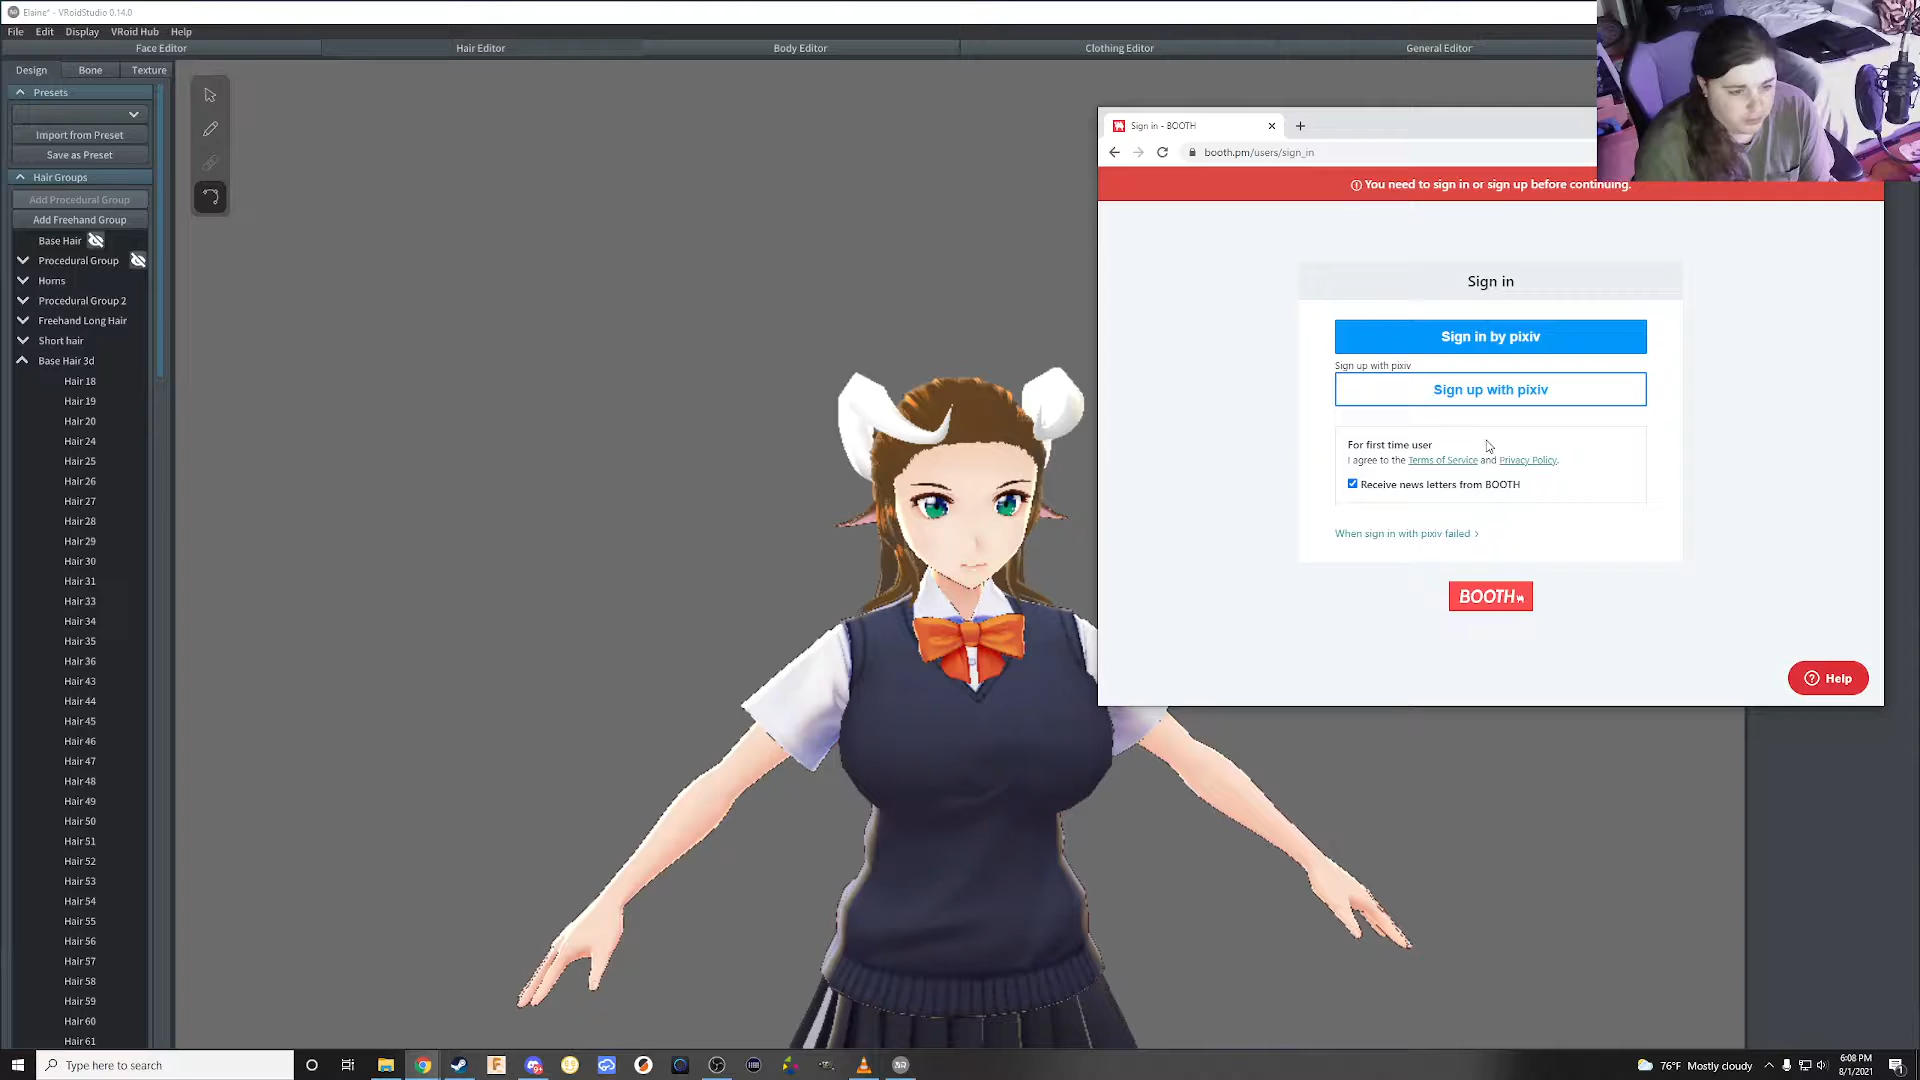 Elaine* - VRoidStudio 0.14.0
File Edit Display VRoid Hub Help
Face Editor Hair Editor Body Editor Clothing Editor General Editor
Design Bone Texture
Presets
Import from Preset
Save as Preset
Hair Groups
Add Procedural Group
Add Freehand Group
Base Hair
Procedural Group
Horns
Procedural Group 2
Freehand Long Hair
Short hair
Base Hair 3d
Hair 18
Hair 19
Hair 20
Hair 24
Hair 25
Hair 26
Hair 27
Hair 28
Hair 29
Hair 30
Hair 31
Hair 33
Hair 34
Hair 35
Hair 36
Hair 43
Hair 44
Hair 45
Hair 46
Hair 47
Hair 48
Hair 49
Hair 50
Hair 51
Hair 52
Hair 53
Hair 54
Hair 55
Hair 56
Hair 57
Hair 58
Hair 59
Hair 60
Hair 61
Sign in - BOOTH
booth.pm/users/sign_in
You need to sign in or sign up before continuing.
Sign in
Sign in by pixiv
Sign up with pixiv
Sign up with pixiv
For first time user
I agree to the Terms of Service and Privacy Policy.
Receive news letters from BOOTH
When sign in with pixiv failed >
BOOTH
Help
Type here to search
76°F Mostly cloudy
6:08 PM
8/1/2021